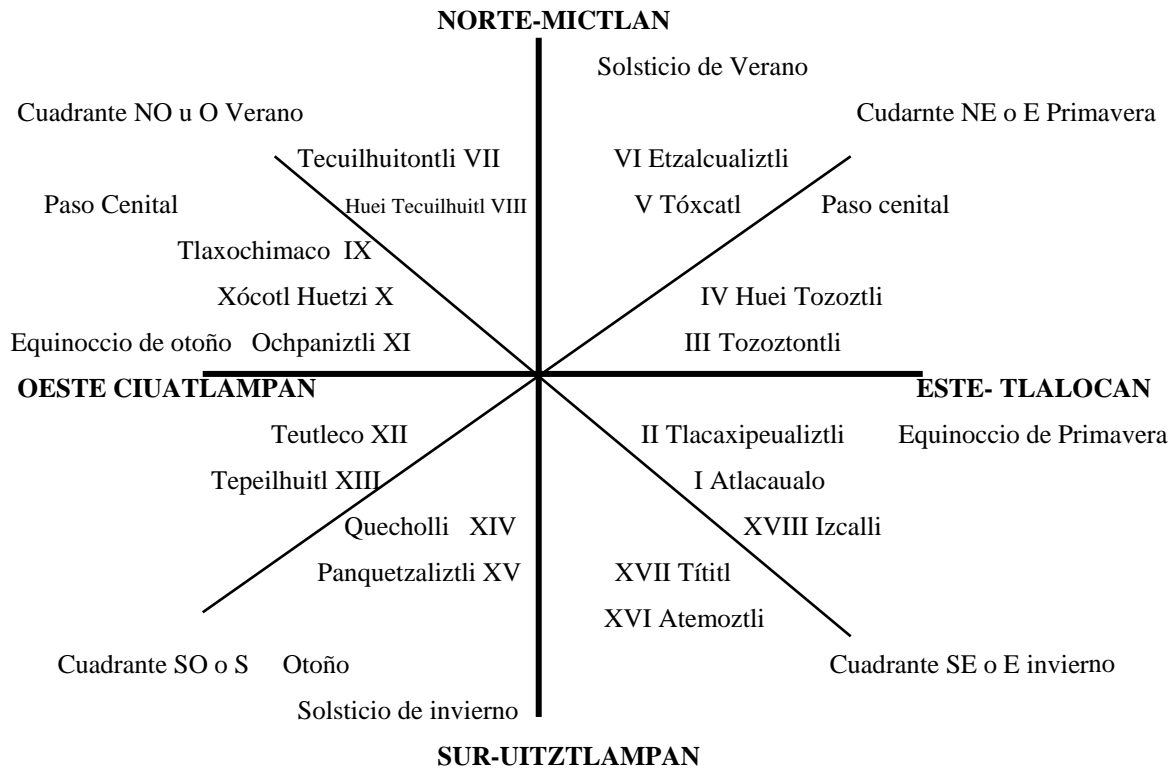 NORTE-MICTLAN
Solsticio de Verano
Cuadrante NO u O Verano
Cudarnte NE o E Primavera
Tecuilhuitontli VII
VI Etzalcualiztli
Paso Cenital
Huei Tecuilhuitl VIII
V Tóxcatl
Paso cenital
Tlaxochimaco IX
Xócotl Huetzi X
IV Huei Tozoztli
Equinoccio de otoño
Ochpaniztli XI
III Tozoztontli
OESTE CIUATLAMPAN
ESTE- TLALOCAN
Teutleco XII
II Tlacaxipeualiztli
Equinoccio de Primavera
Tepeilhuitl XIII
I Atlacaualo
Quecholli XIV
XVIII Izcalli
Panquetzaliztli XV
XVII Títitl
XVI Atemoztli
Cuadrante SO o S Otoño
Cuadrante SE o E invierno
Solsticio de invierno
SUR-UITZTLAMPAN